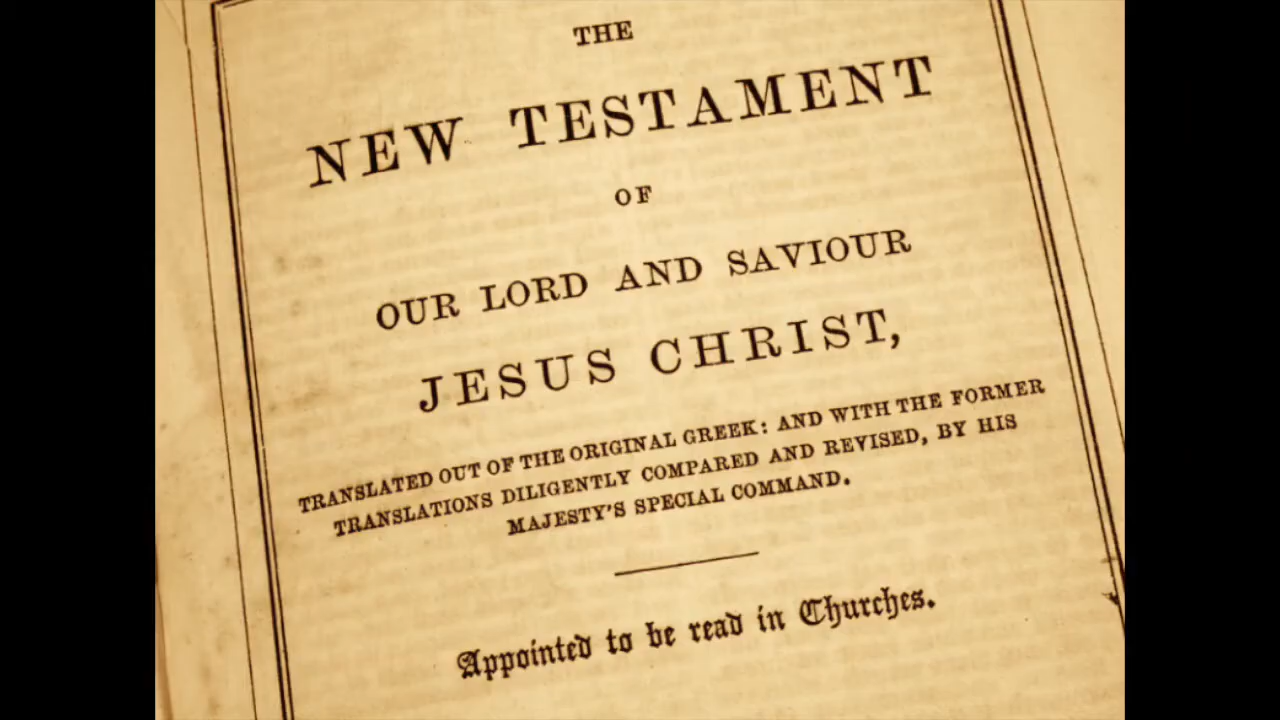 THE
NEW TESTAMENT
OF
OUR LORD AND SAVIOUR
JESUS CHRIST,
TRANSLATED OUT OF THE ORIGINAL GREEK: AND WITH THE FORMER
TRANSLATIONS DILIGENTLY COMPARED AND REVISED, BY HIS
MAJESTY'S SPECIAL COMMAND.
Appointed to be read in Churches.